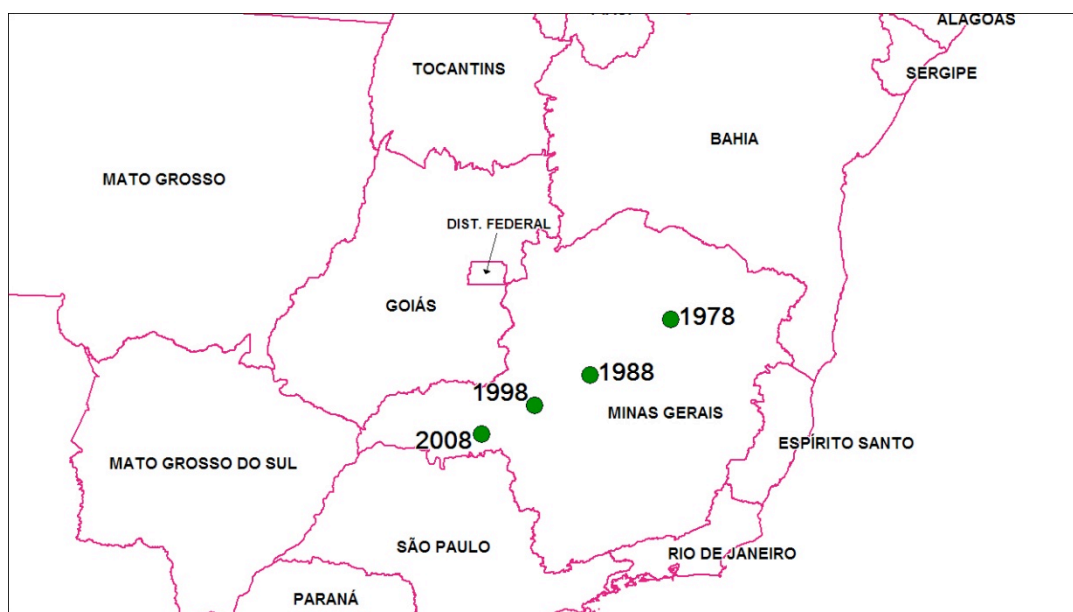 ALAGOAS
TOCANTINS
SERGIPE
BAHIA
MATO GROSSO
DIST. FEDERAL
GOIÁS
1978
1988
1998
MINAS GERAIS
2008
ESPÍRITO SANTO
MATO GROSSO DO SUL
SÃO PAULO
RIO DE JANEIRO
PARANÁ